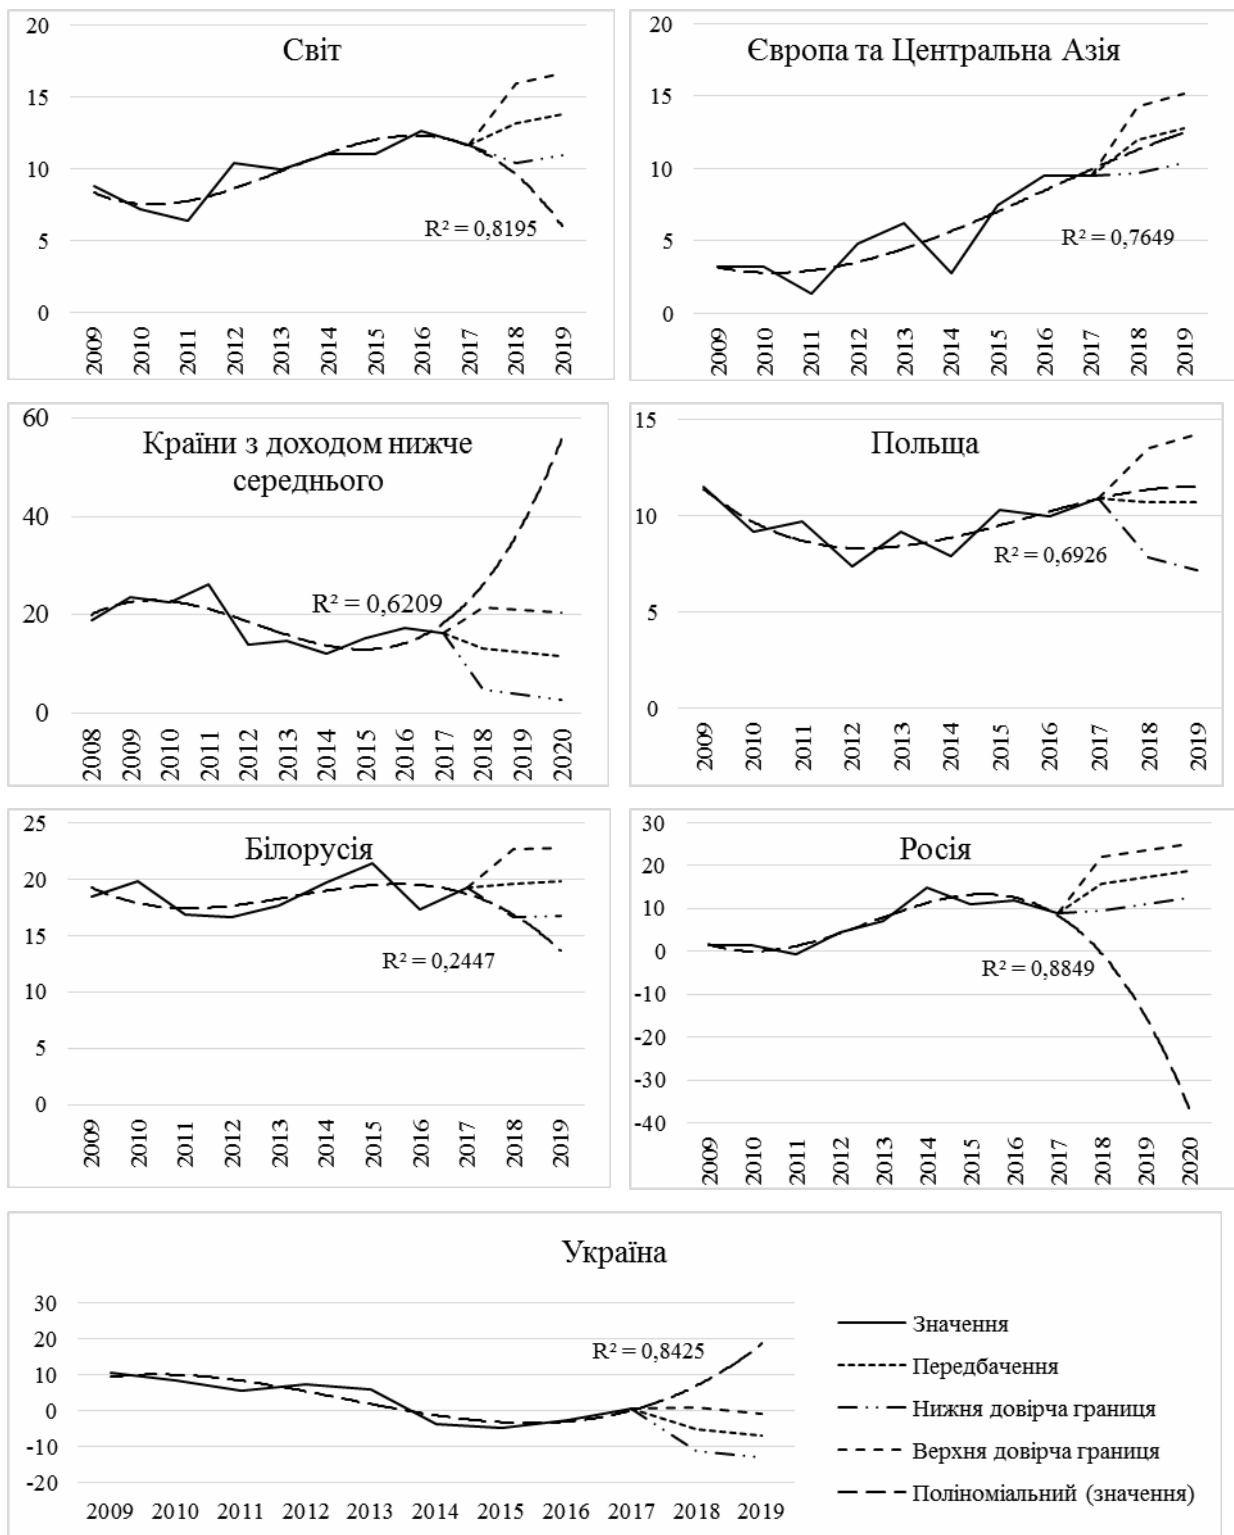 Світ
20
15
10
5
0
R² = 0,8195
2009 2010 2011 2012 2013 2014 2015 2016 2017 2018 2019
Європа та Центральна Азія
20
15
10
5
0
R² = 0,7649
2009 2010 2011 2012 2013 2014 2015 2016 2017 2018 2019
Країни з доходом нижче
середнього
60
40
20
0
R² = 0,6209
2008 2009 2010 2011 2012 2013 2014 2015 2016 2017 2018 2019 2020
Польща
15
10
5
0
R² = 0,6926
2009 2010 2011 2012 2013 2014 2015 2016 2017 2018 2019
Білорусія
25
20
15
10
5
0
R² = 0,2447
2009 2010 2011 2012 2013 2014 2015 2016 2017 2018 2019
Росія
30
20
10
0
-10
-20
-30
-40
R² = 0,8849
2009 2010 2011 2012 2013 2014 2015 2016 2017 2018 2019 2020
Україна
30
20
10
0
-10
-20
R² = 0,8425
2009 2010 2011 2012 2013 2014 2015 2016 2017 2018 2019
Значення
Передбачення
Нижня довірча границя
Верхня довірча границя
Поліноміальний (значення)